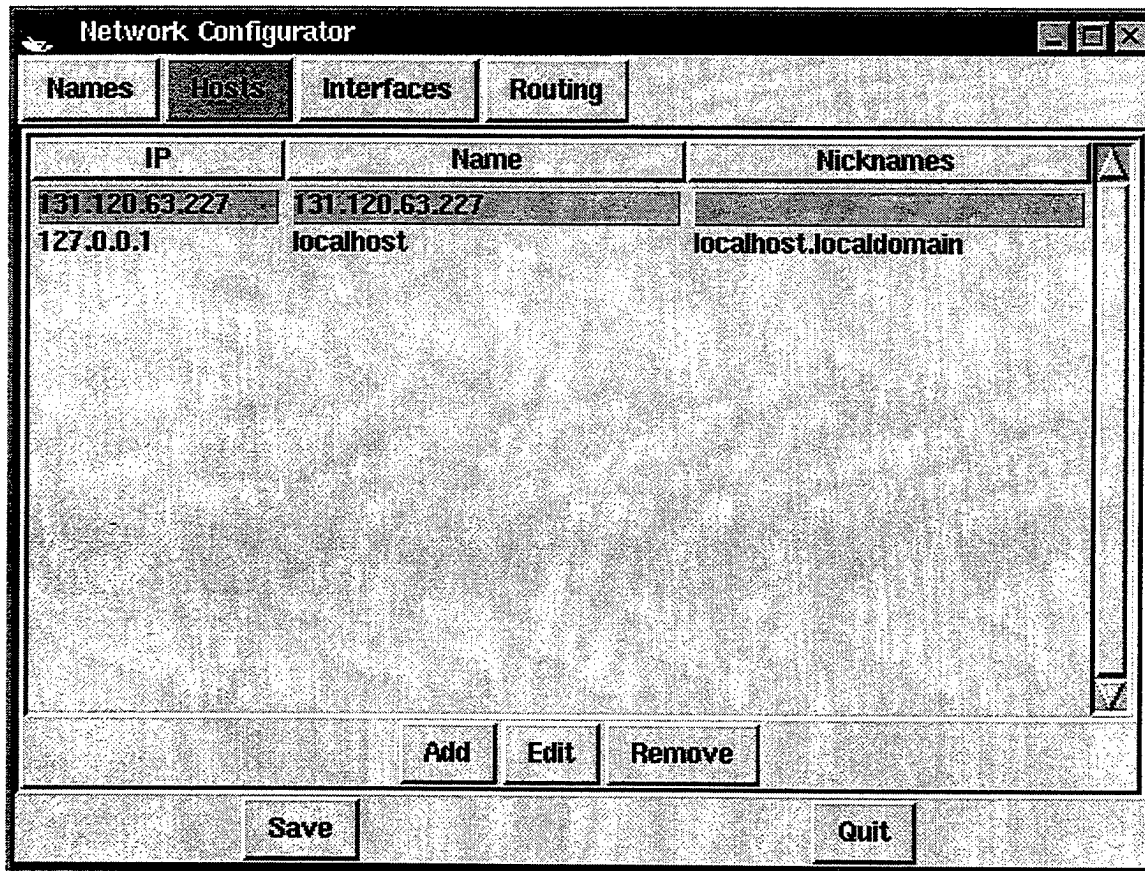 Network Configurator
Names Hosts Interfaces Routing
IP Name Nicknames
131.120.63.227 131.120.63.227
127.0.0.1 localhost localhost.localdomain
Add Edit Remove
Save Quit